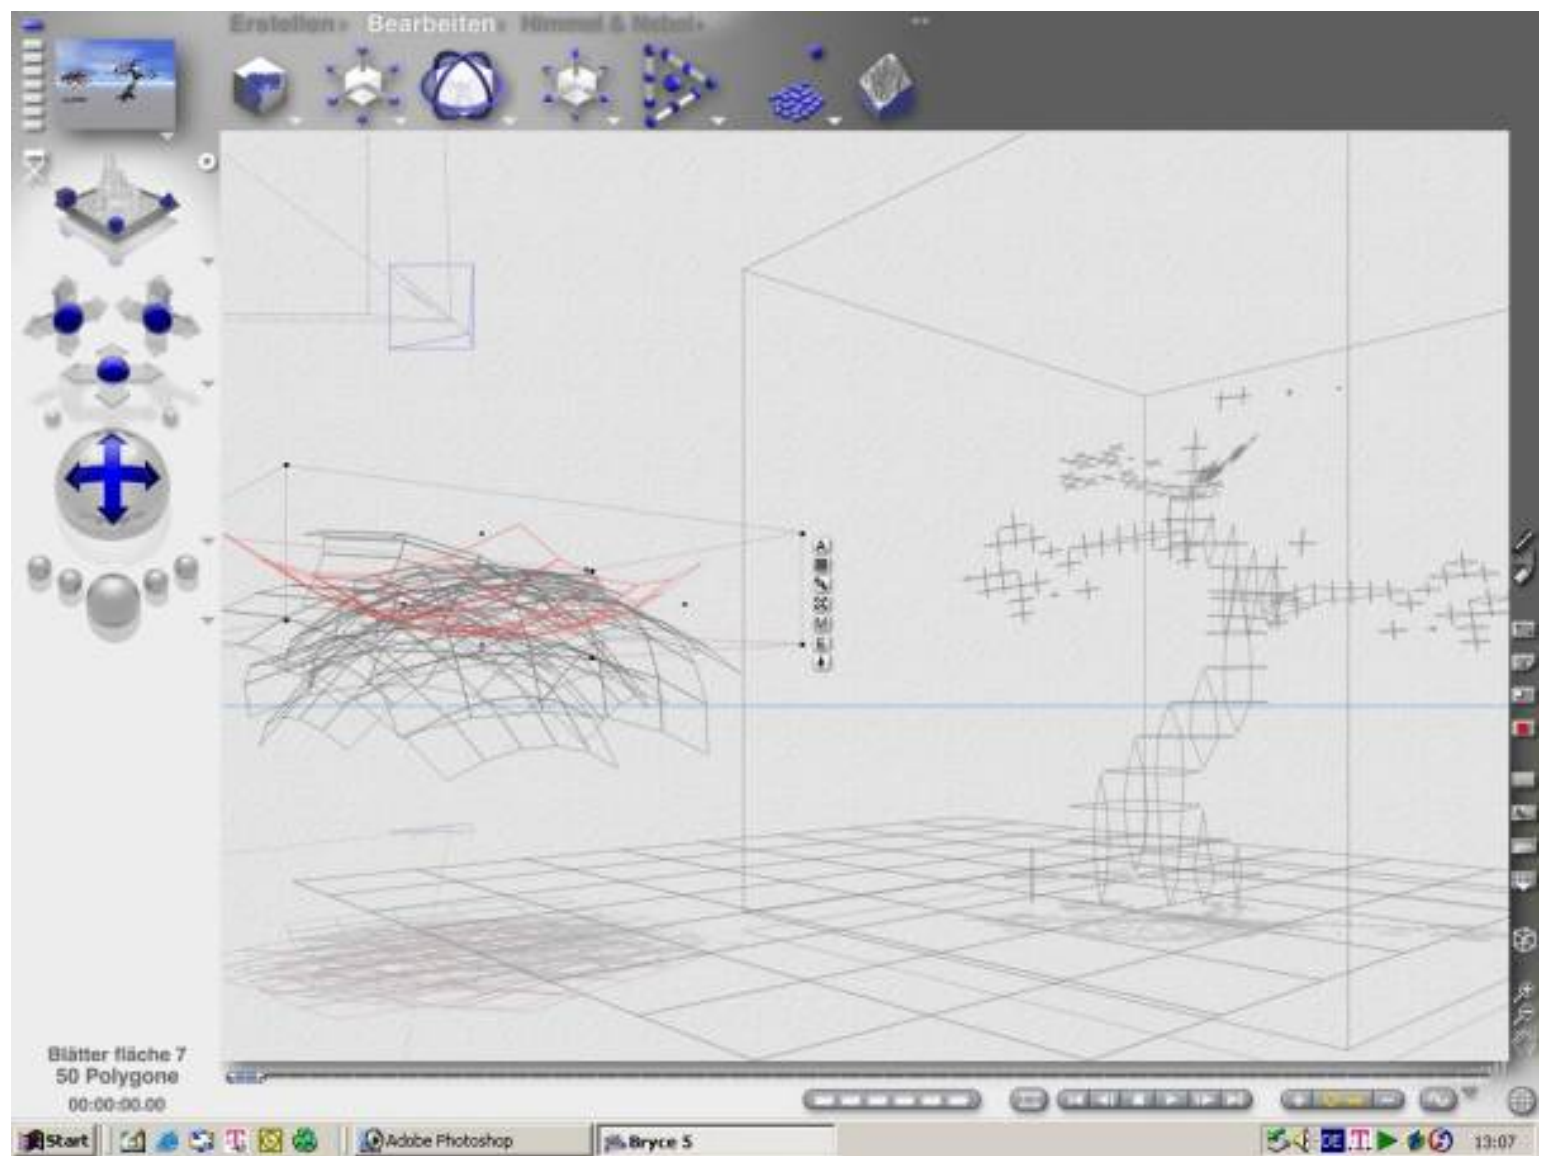 Erstellen
Bearbeiten
Himmel & Nebel
A
M
Blätter fläche 7
50 Polygone
00:00:00.00
Start
Adobe Photoshop
Bryce 5
DE
13:07